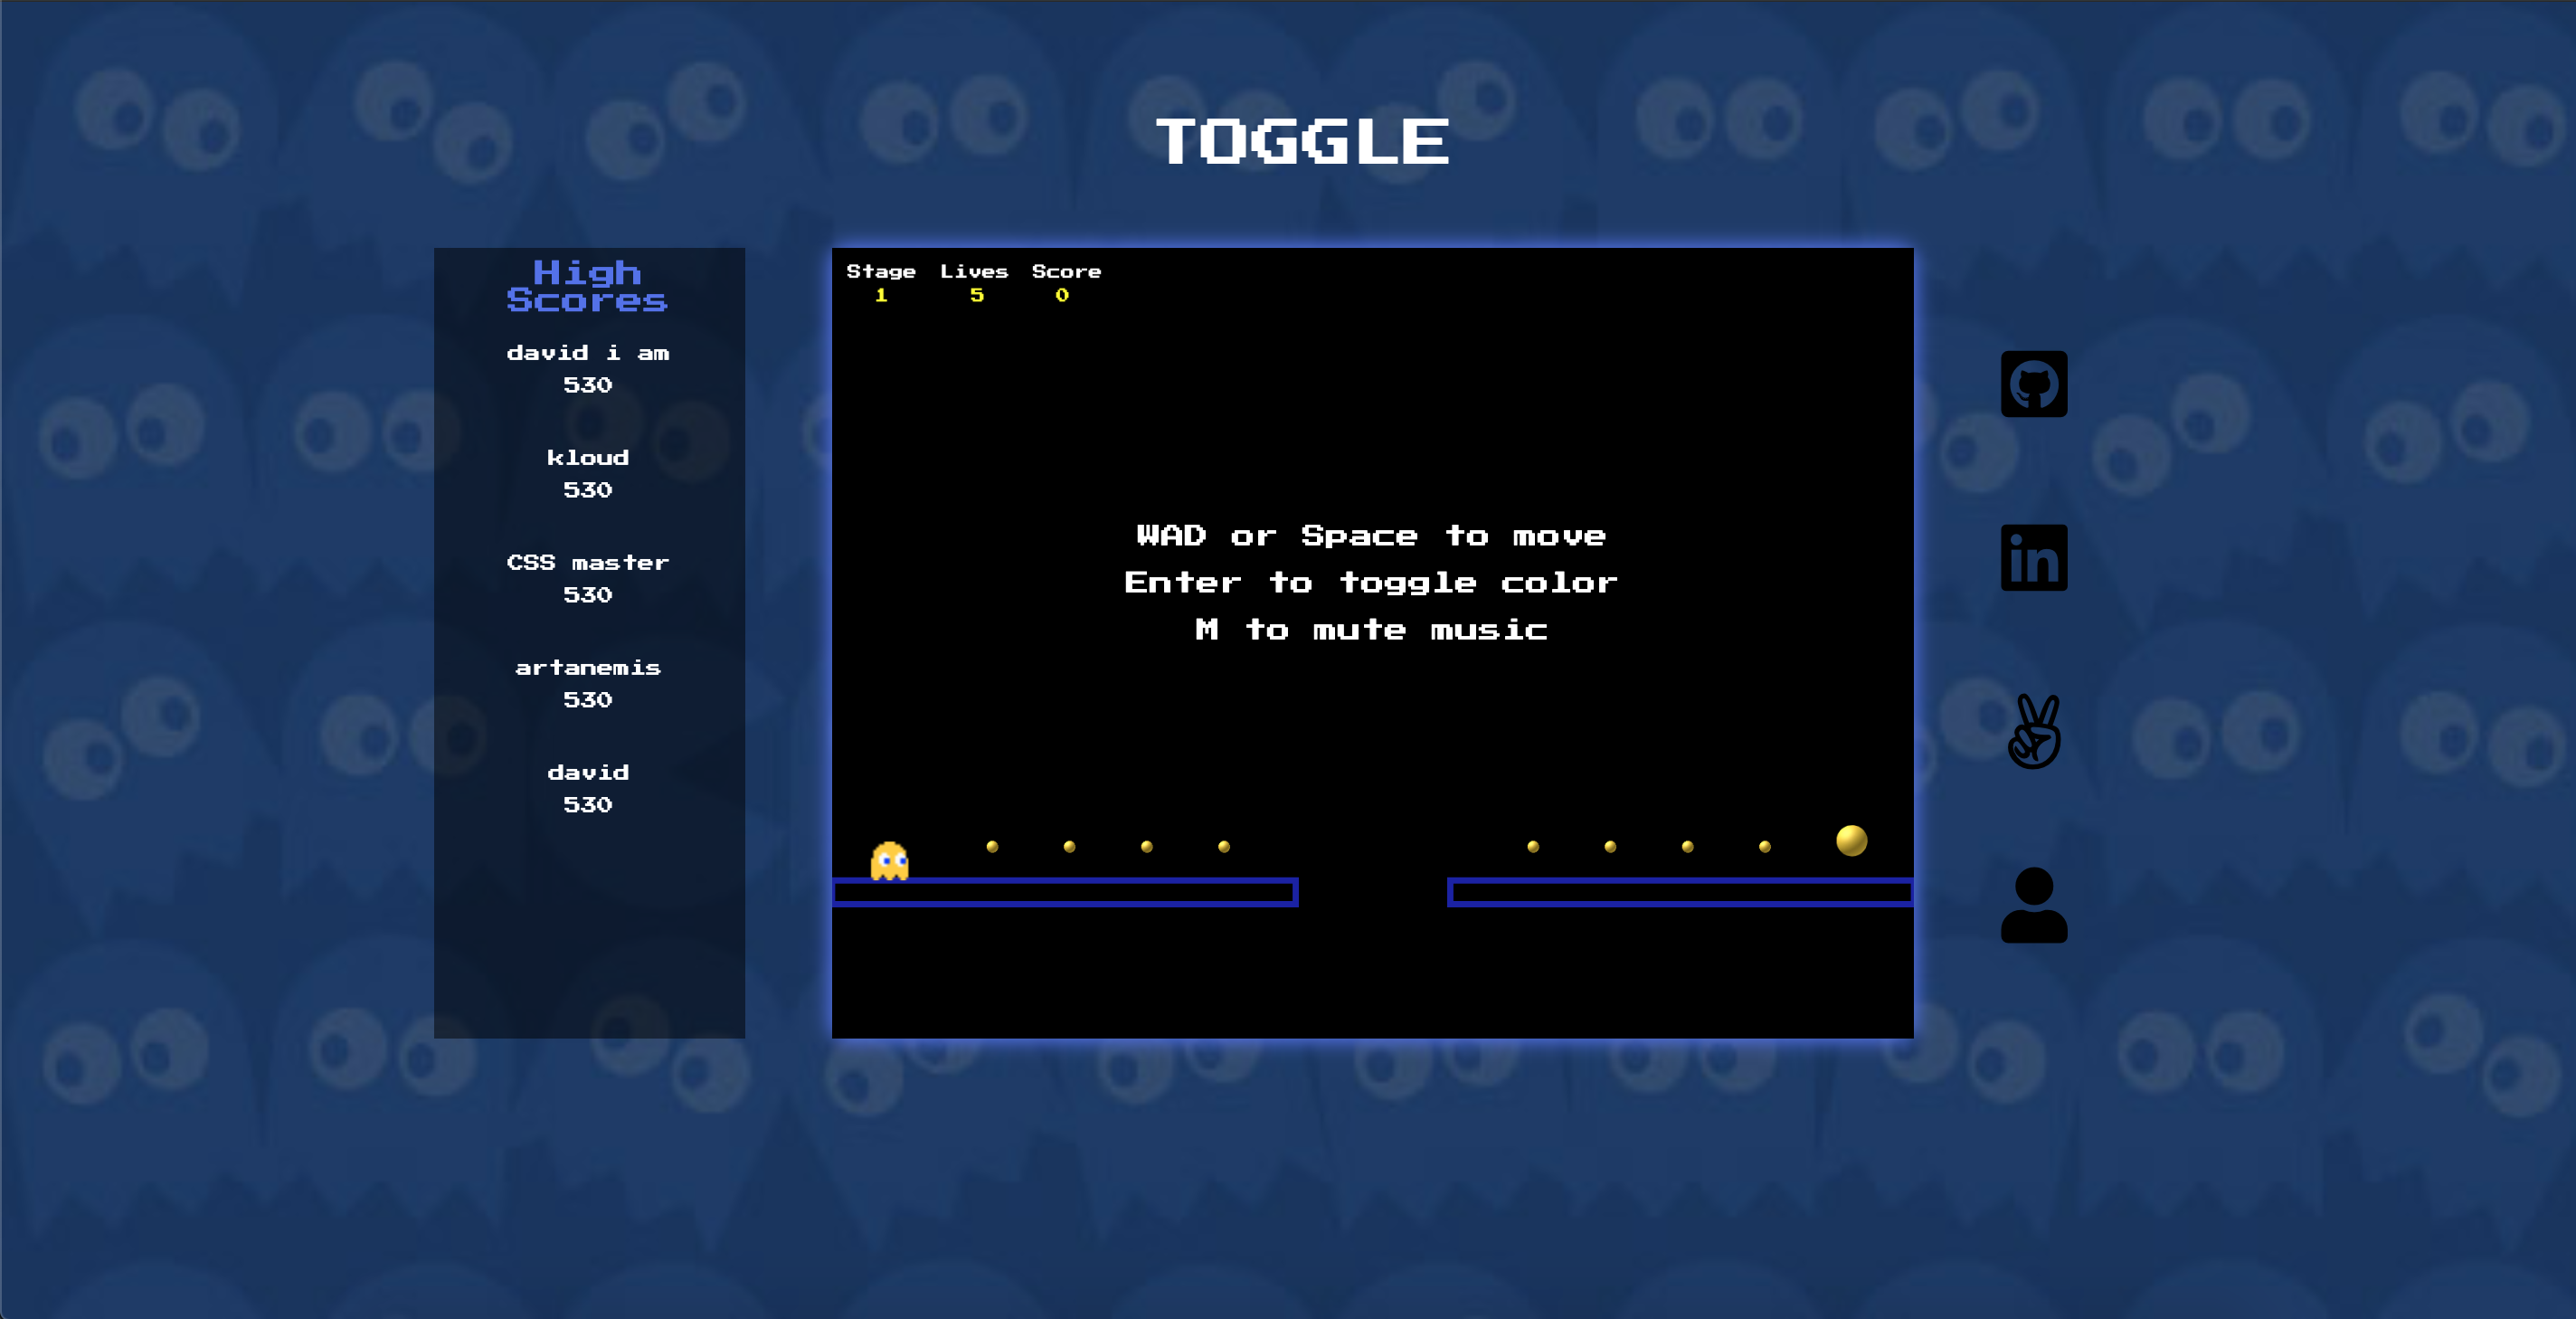 TOGGLE
High
Scores
david i am
530
kloud
530
CSS master
530
artanemis
530
david
530
Stage Lives Score
1 5 0
WAD or Space to move
Enter to toggle color
M to mute music
in